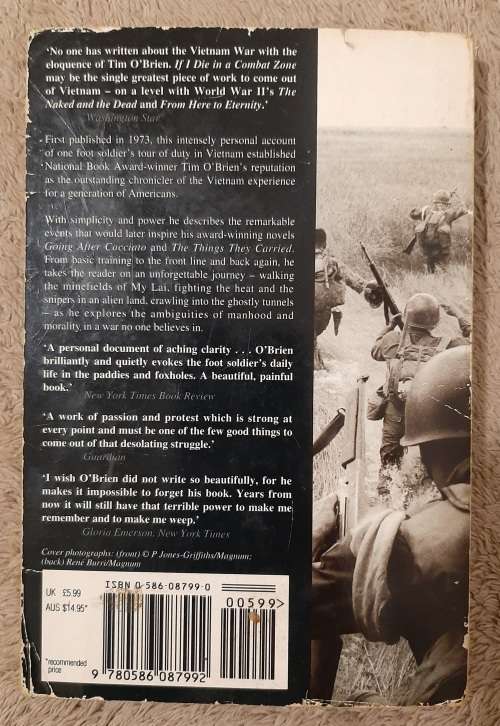 ‘No one has written about the Vietnam War with the
eloquence of Tim O’Brien. If I Die in a Combat Zone
may be the single greatest piece of work to come out
of Vietnam – on a level with World War II’s The
Naked and the Dead and From Here to Eternity.’
Washington Star
First published in 1973, this intensely personal account
of one foot soldier’s tour of duty in Vietnam established
National Book Award-winner Tim O’Brien’s reputation
as the outstanding chronicler of the Vietnam experience
for a generation of Americans.
With simplicity and power he describes the remarkable
events that would later inspire his award-winning novels
Going After Cacciato and The Things They Carried.
From basic training to the front line and back again, he
takes the reader on an unforgettable journey – walking
the minefields of My Lai, fighting the heat and the
snipers in an alien land, crawling into the ghostly tunnels
– as he explores the ambiguities of manhood and
morality in a war no one believes in.
‘A personal document of aching clarity . . . O’Brien
brilliantly and quietly evokes the foot soldier’s daily
life in the paddies and foxholes. A beautiful, painful
book.’
New York Times Book Review
‘A work of passion and protest which is strong at
every point and must be one of the few good things to
come out of that desolating struggle.’
Guardian
‘I wish O’Brien did not write so beautifully, for he
makes it impossible to forget his book. Years from
now it will still have that terrible power to make me
remember and to make me weep.’
Gloria Emerson, New York Times
Cover photographs: (front) © P Jones-Griffiths/Magnum;
(back) René Burri/Magnum
UK £5.99
AUS $14.95*
*recommended
price
ISBN 0-586-08799-0
00599>
9 780586 087992